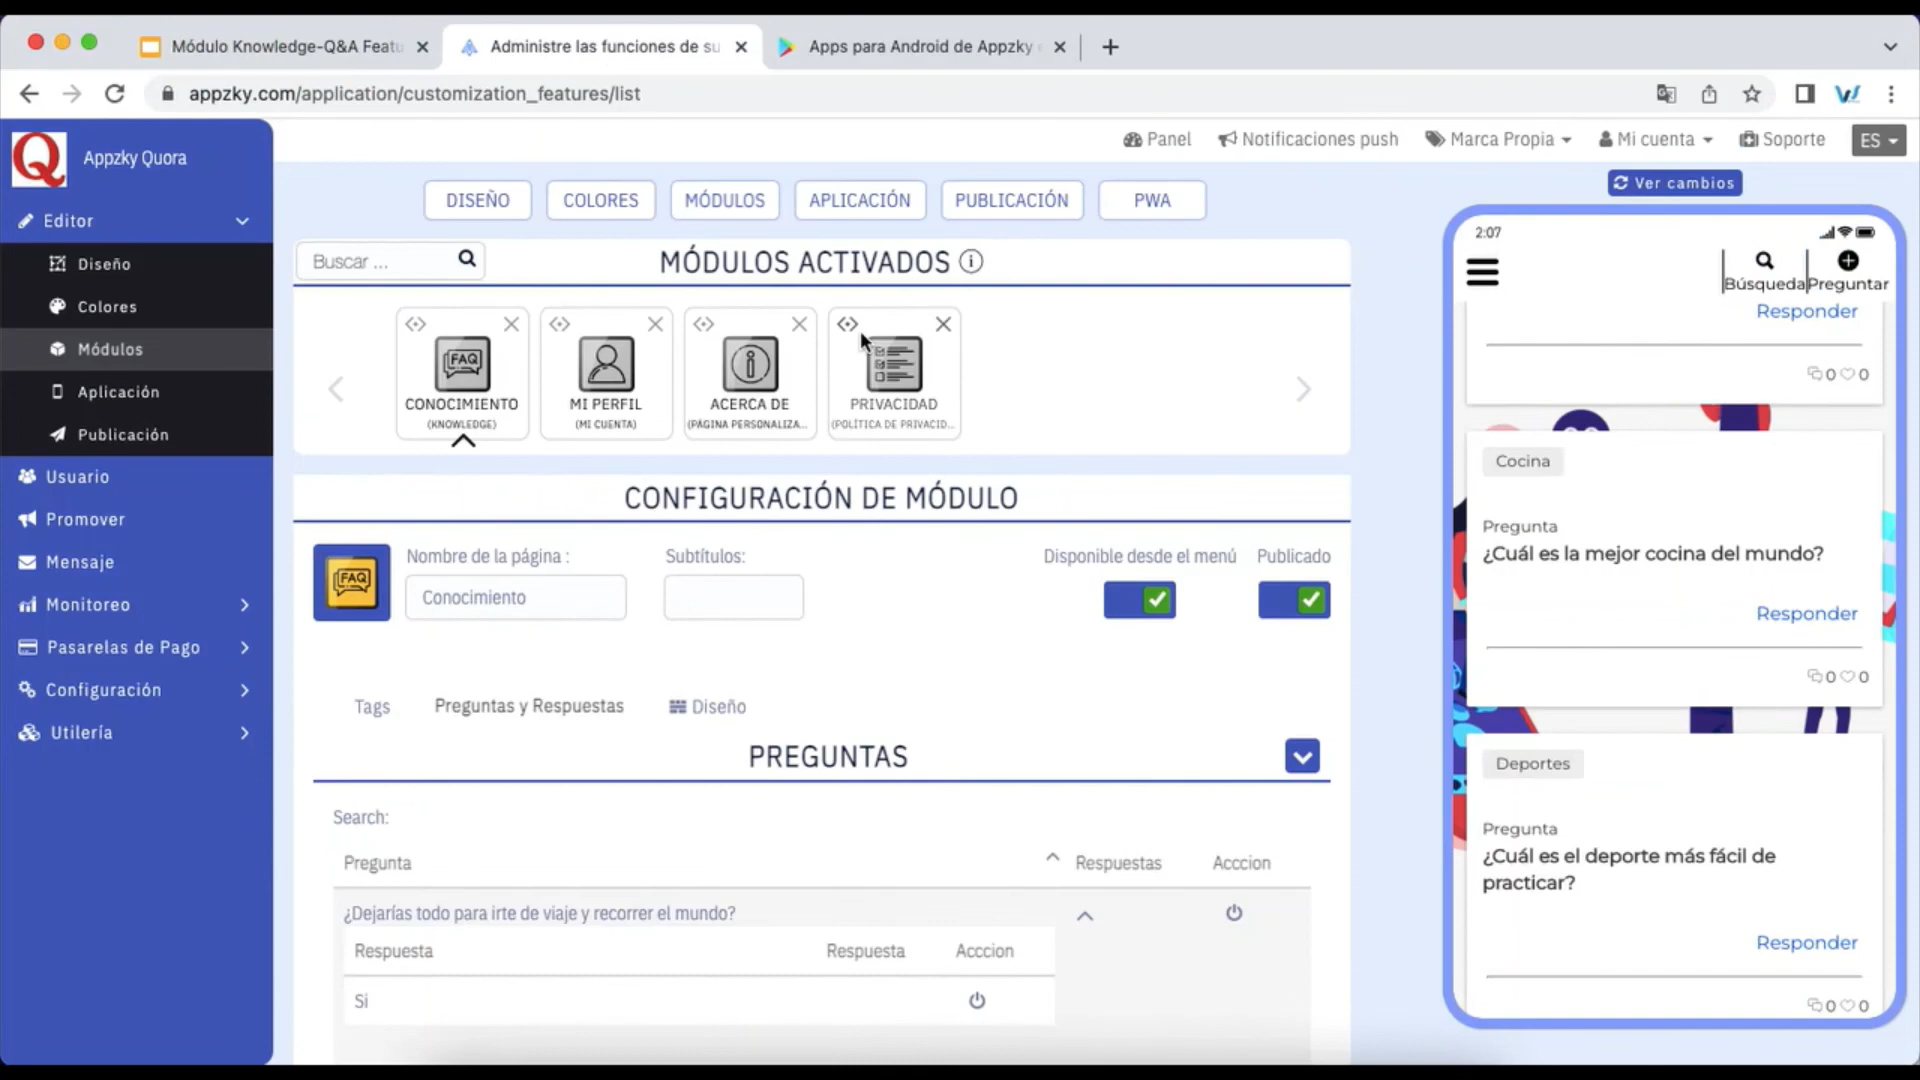 Módulo Knowledge-Q&A Featu
Administre las funciones de su
Apps para Android de Appzky
appzky.com/application/customization_features/list
Appzky Quora
Panel
Notificaciones push
Marca Propia
Mi cuenta
Soporte
ES
Editor
Diseño
Colores
Módulos
Aplicación
Publicación
Usuario
Promover
Mensaje
Monitoreo
Pasarelas de Pago
Configuración
Utilería
DISEÑO
COLORES
MÓDULOS
APLICACIÓN
PUBLICACIÓN
PWA
Buscar ...
MÓDULOS ACTIVADOS
FAQ
CONOCIMIENTO
(KNOWLEDGE)
MI PERFIL
(MI CUENTA)
ACERCA DE
(PÁGINA PERSONALIZA...
PRIVACIDAD
(POLÍTICA DE PRIVACID...
CONFIGURACIÓN DE MÓDULO
FAQ
Nombre de la página :
Conocimiento
Subtítulos:
Disponible desde el menú
Publicado
Tags
Preguntas y Respuestas
Diseño
PREGUNTAS
Search:
Pregunta
Respuestas
Acccion
¿Dejarías todo para irte de viaje y recorrer el mundo?
Respuesta
Respuesta
Acccion
Si
Ver cambios
2:07
Búsqueda
Preguntar
Responder
0
0
Cocina
Pregunta
¿Cuál es la mejor cocina del mundo?
Responder
0
0
Deportes
Pregunta
¿Cuál es el deporte más fácil de
practicar?
Responder
0
0